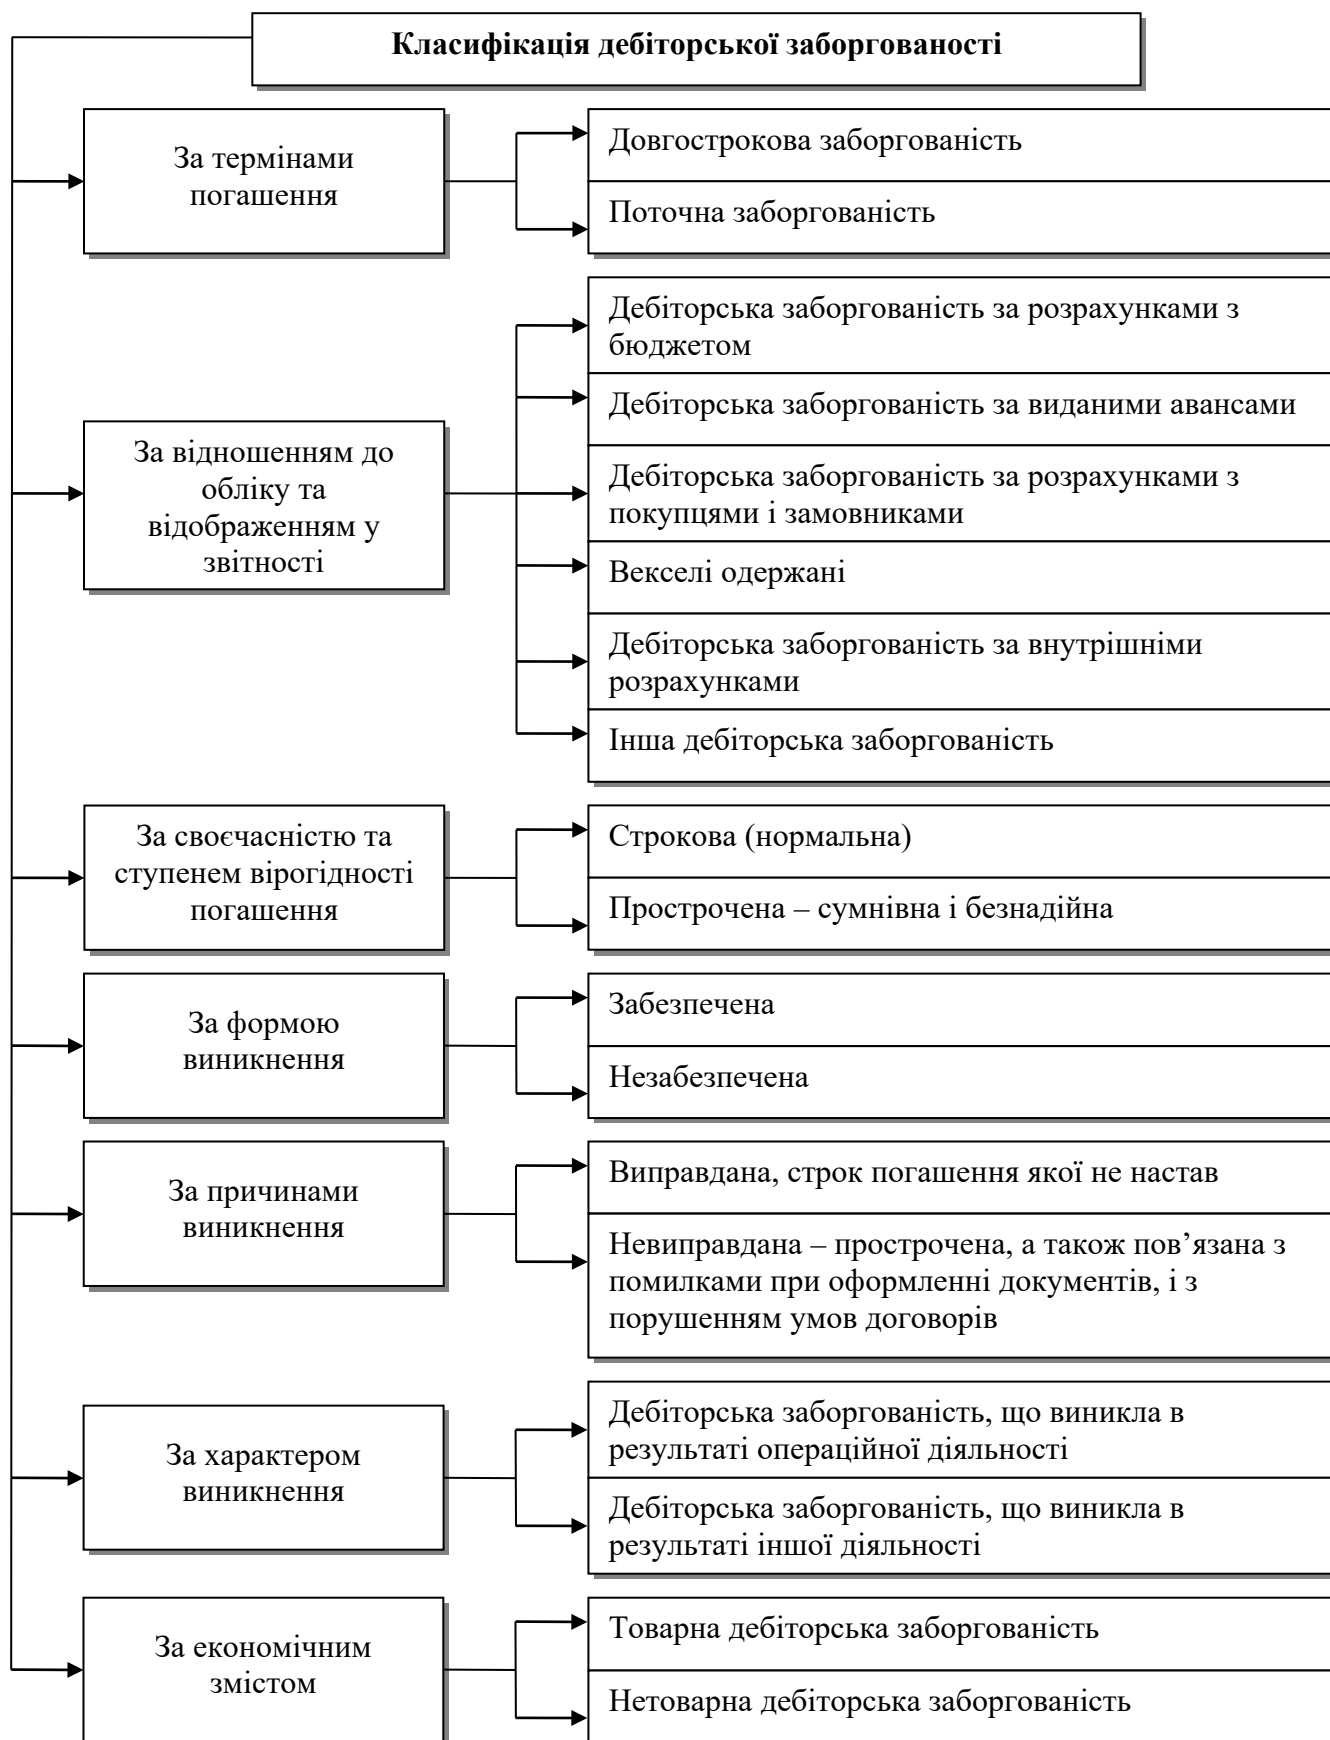 Класифікація дебіторської заборгованості
За термінами
погашення
Довгострокова заборгованість
Поточна заборгованість
За відношенням до
обліку та
відображенням у
звітності
Дебіторська заборгованість за розрахунками з
бюджетом
Дебіторська заборгованість за виданими авансами
Дебіторська заборгованість за розрахунками з
покупцями і замовниками
Векселі одержані
Дебіторська заборгованість за внутрішніми
розрахунками
Інша дебіторська заборгованість
За своєчасністю та
ступенем вірогідності
погашення
Строкова (нормальна)
Прострочена – сумнівна і безнадійна
За формою
виникнення
Забезпечена
Незабезпечена
За причинами
виникнення
Виправдана, строк погашення якої не настав
Невиправдана – прострочена, а також пов’язана з
помилками при оформленні документів, і з
порушенням умов договорів
За характером
виникнення
Дебіторська заборгованість, що виникла в
результаті операційної діяльності
Дебіторська заборгованість, що виникла в
результаті іншої діяльності
За економічним
змістом
Товарна дебіторська заборгованість
Нетоварна дебіторська заборгованість